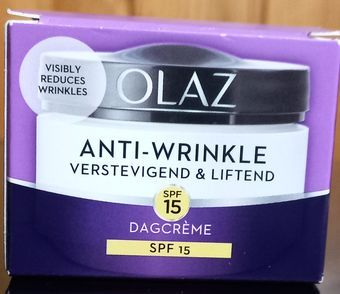 VISIBLY
REDUCES
WRINKLES
OLAZ
ANTI-WRINKLE
VERSTEVIGEND & LIFTEND
SPF
15
DAGCRÈME
SPF 15